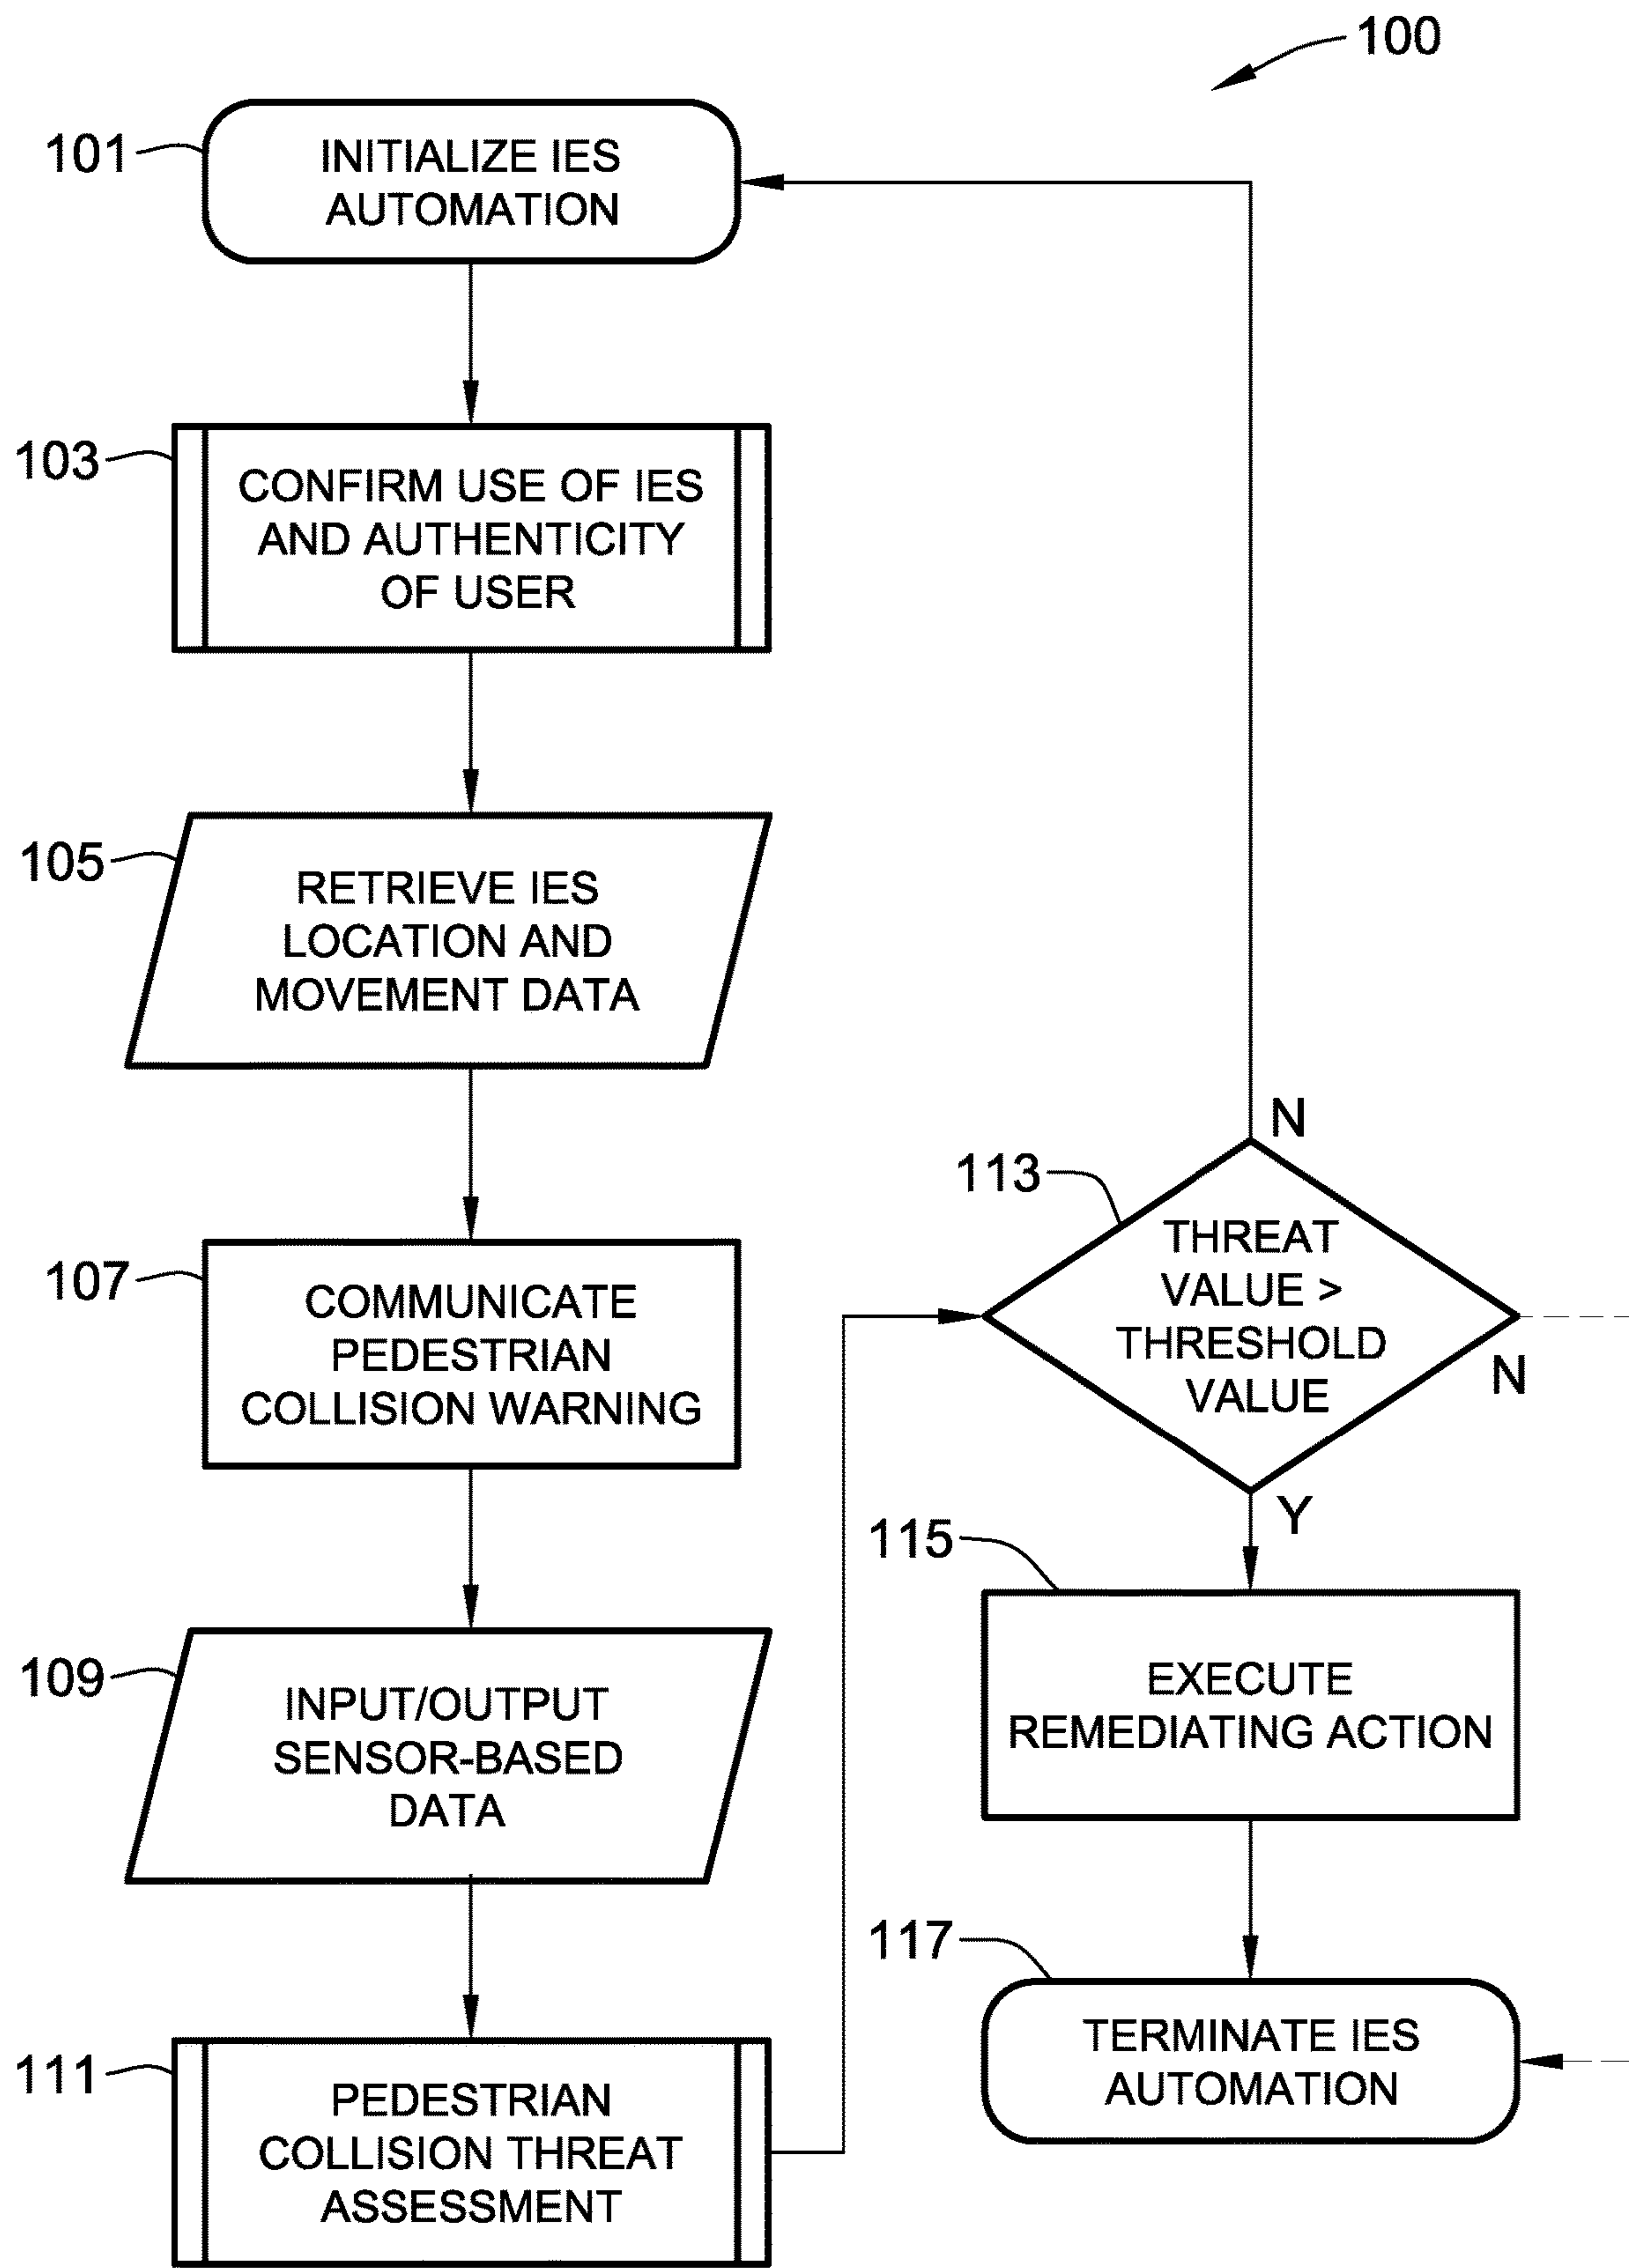 100
101
INITIALIZE IES
AUTOMATION
103
CONFIRM USE OF IES
AND AUTHENTICITY
OF USER
105
RETRIEVE IES
LOCATION AND
MOVEMENT DATA
107
COMMUNICATE
PEDESTRIAN
COLLISION WARNING
109
INPUT/OUTPUT
SENSOR-BASED
DATA
111
PEDESTRIAN
COLLISION THREAT
ASSESSMENT
113
N
THREAT
VALUE >
THRESHOLD
VALUE
N
Y
115
EXECUTE
REMEDIATING ACTION
117
TERMINATE IES
AUTOMATION